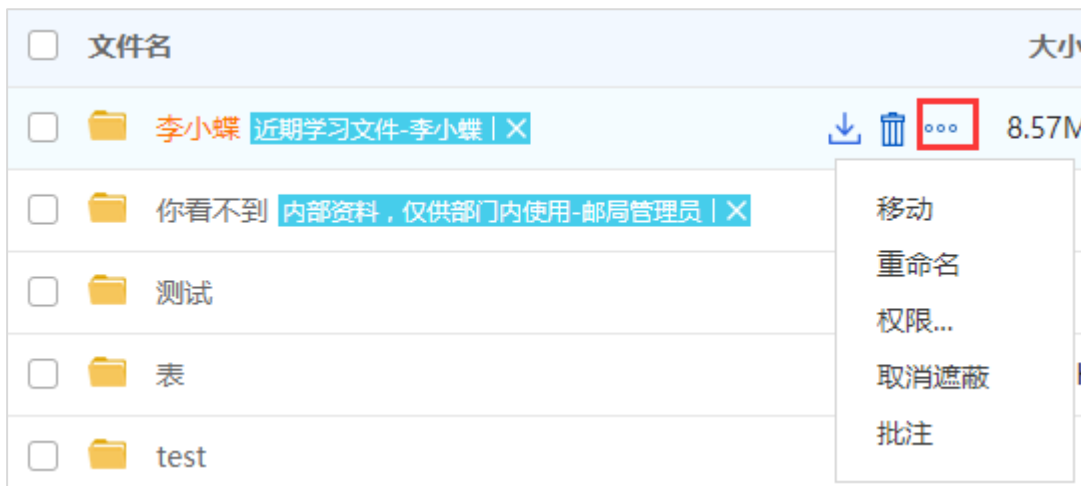 文件名 大小
李小蝶 近期学习文件-李小蝶 8.57M
你看不到 内部资料，仅供部门内使用-邮局管理员
移动
重命名
测试
权限...
表
取消遮蔽
批注
test